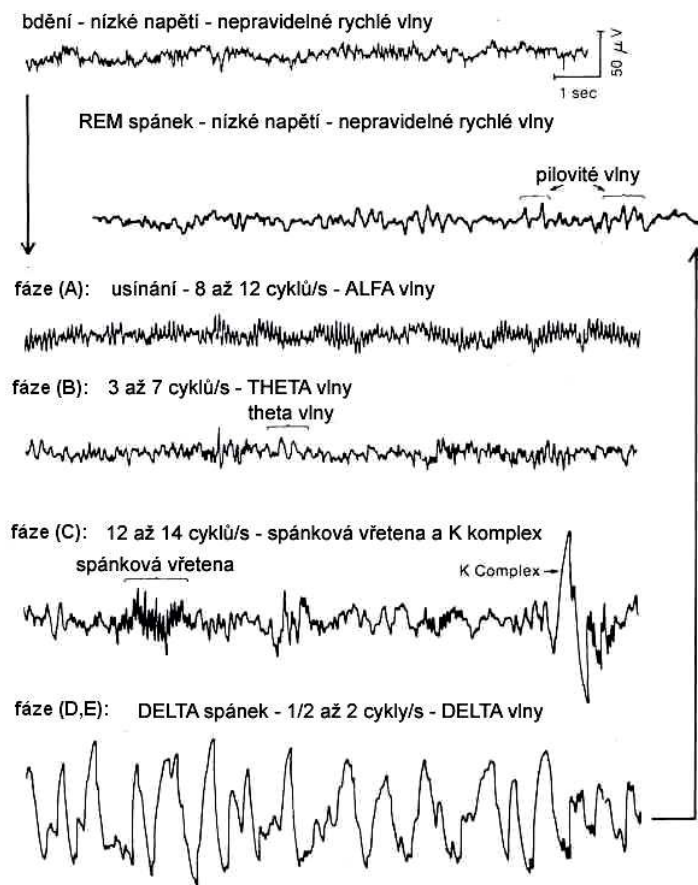 bdění - nízké napětí - nepravidelné rychlé vlny
50 µV
1 sec
REM spánek - nízké napětí - nepravidelné rychlé vlny
pilovité vlny
fáze (A): usínání - 8 až 12 cyklů/s - ALFA vlny
fáze (B): 3 až 7 cyklů/s - THETA vlny
theta vlny
fáze (C): 12 až 14 cyklů/s - spánková vřetena a K komplex
spánková vřetena
K Complex
fáze (D,E): DELTA spánek - 1/2 až 2 cykly/s - DELTA vlny